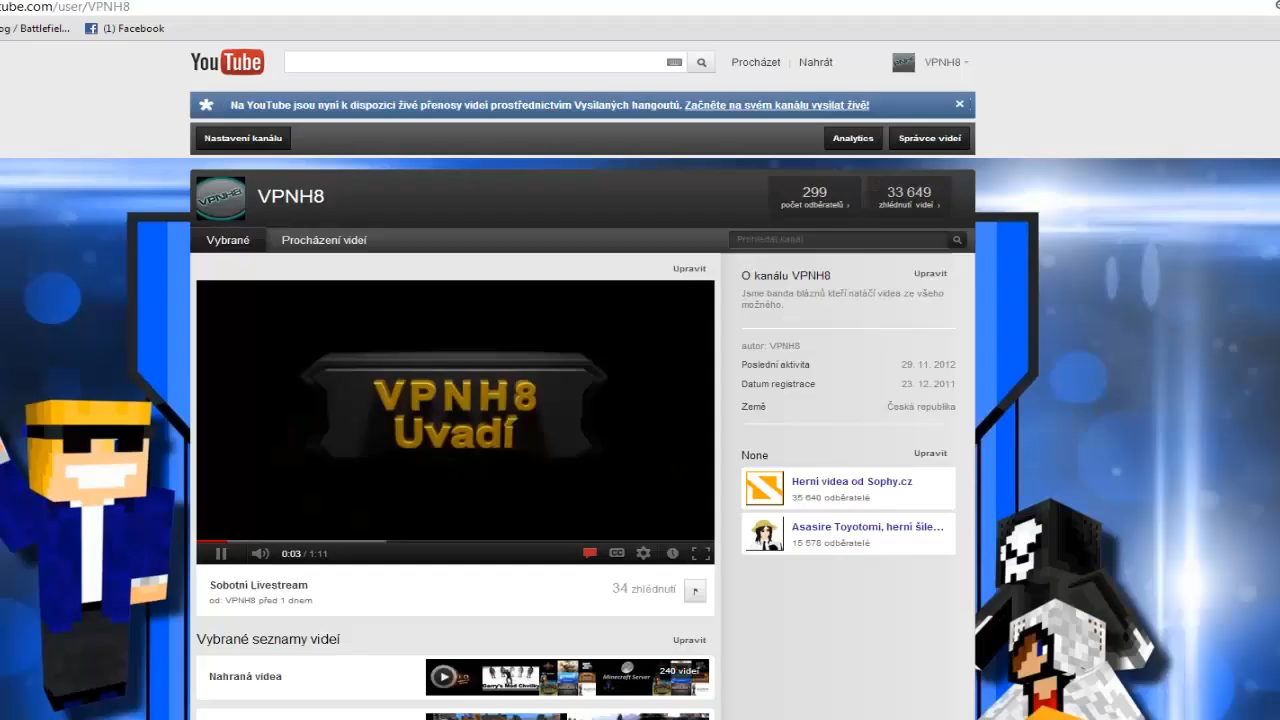 tube.com/user/VPNH8
og / Battlefiel...
(1) Facebook
YouTube
Procházet
Nahrát
VPNH8
Na YouTube jsou nyní k dispozici živé přenosy videí prostřednictvím Vysílaných hangoutů. Začněte na svém kanálu vysílat živě!
Nastavení kanálu
Analytics
Správce videí
VPNH8
VPNH8
299
počet odběratelů ›
33 649
zhlédnutí videí ›
Vybrané
Procházení videí
Prohledat kanál
Upravit
VPNH8
Uvadí
0:03 / 1:11
CC
Sobotní Livestream
od: VPNH8 před 1 dnem
34 zhlédnutí
Vybrané seznamy videí
Upravit
Nahraná videa
Minecraft Server
240 videí
O kanálu VPNH8
Upravit
Jsme banda bláznů kteří natáčí videa ze všeho
možného.
autor: VPNH8
Poslední aktivita
29. 11. 2012
Datum registrace
23. 12. 2011
Země
Česká republika
None
Upravit
Herní videa od Sophy.cz
35 640 odběratelé
Asasire Toyotomi, herní šíle...
15 578 odběratelé